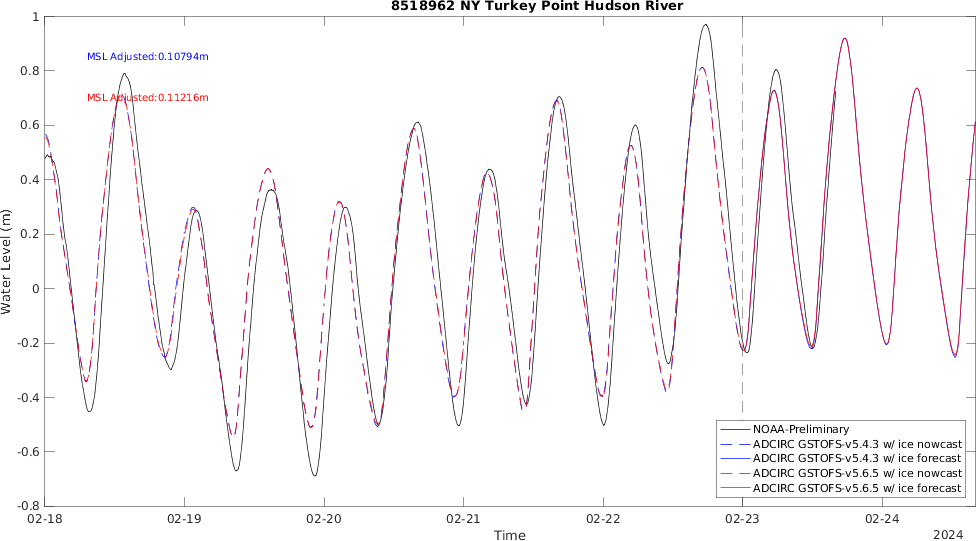 8518962 NY Turkey Point Hudson River
MSL Adjusted:0.10794m
MSL Adjusted:0.11216m
Water Level (m)
1
0.8
0.6
0.4
0.2
0
-0.2
-0.4
-0.6
-0.8
NOAA-Preliminary
ADCIRC GSTOFS-v5.4.3 w/ ice nowcast
ADCIRC GSTOFS-v5.4.3 w/ ice forecast
ADCIRC GSTOFS-v5.6.5 w/ ice nowcast
ADCIRC GSTOFS-v5.6.5 w/ ice forecast
02-18 02-19 02-20 02-21 02-22 02-23 02-24
Time
2024